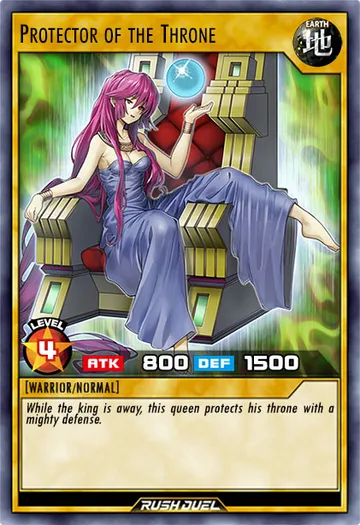 PROTECTOR OF THE THRONE
EARTH
地
LEVEL
4
ATK 800 DEF 1500
[WARRIOR/NORMAL]
While the king is away, this queen protects his throne with a
mighty defense.
RUSH DUEL